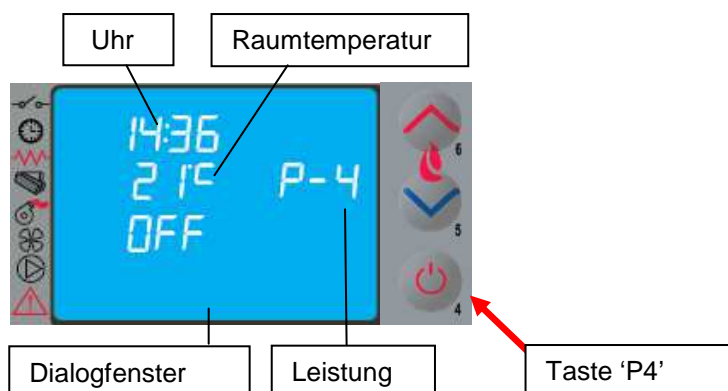 Uhr
Raumtemperatur
14:36
21°C
P-4
OFF
6
5
4
Dialogfenster
Leistung
Taste ‘P4’